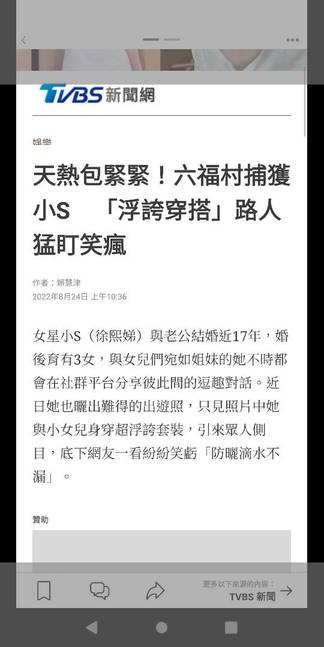 TVBS 新聞網
娛樂
天熱包緊緊！六福村捕獲
小S 「浮誇穿搭」路人
猛盯笑瘋
作者：賴慧津
2022年8月24日 上午10:36
女星小S（徐熙娣）與老公結婚近17年，婚
後育有3女，與女兒們宛如姐妹的她不時都
會在社群平台分享彼此間的逗趣對話。近
日她也曬出難得的出遊照，只見照片中她
與小女兒身穿超浮誇套裝，引來眾人側
目，底下網友一看紛紛笑虧「防曬滴水不
漏」。
贊助
更多以下來源的內容：
TVBS 新聞